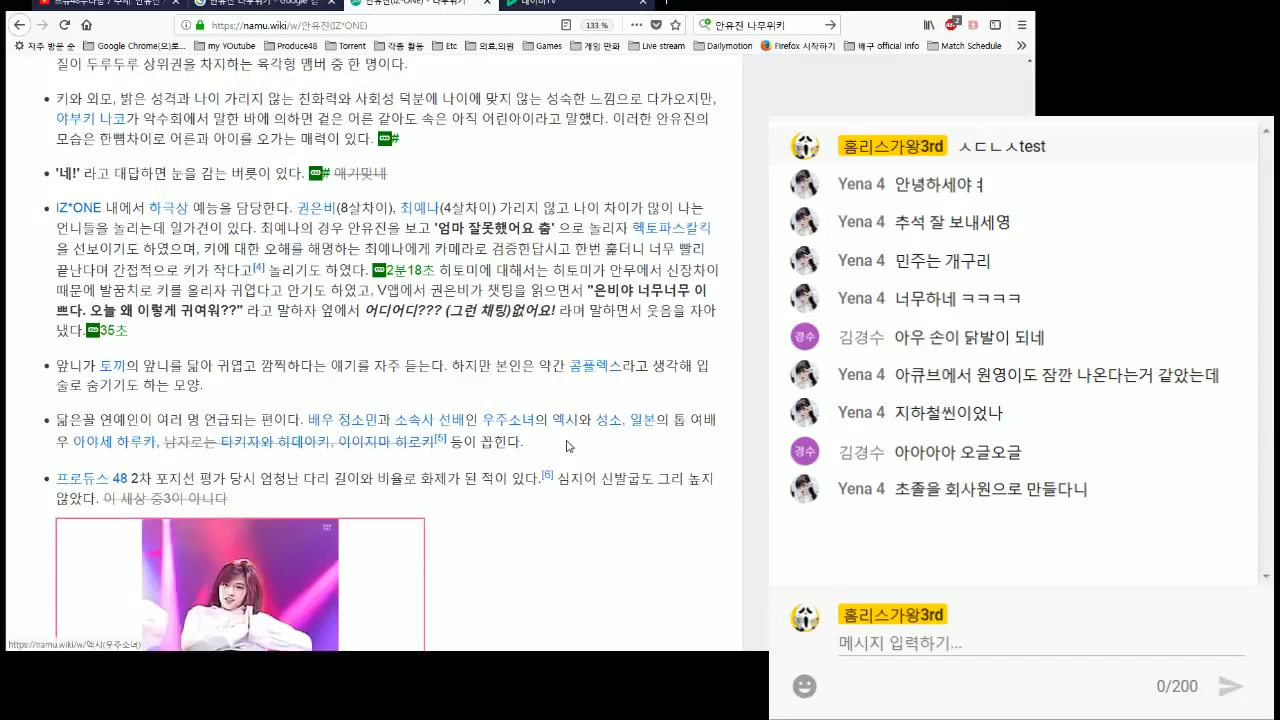 안유진 나무위키 - Google 검
안유진(IZ*ONE) - 나무위키
네이버TV
https://namu.wiki/w/안유진(IZ*ONE)
133 %
안유진 나무위키
자주 방문 순
Google Chrome(으)로...
my YOutube
Produce48
Torrent
각종 활동
Etc
의료,의원
Games
게임 만화
Live stream
Dailymotion
Firefox 시작하기
배구 official info
Match Schedule
질이 두루두루 상위권을 차지하는 육각형 멤버 중 한 명이다.
키와 외모, 밝은 성격과 나이 가리지 않는 친화력와 사회성 덕분에 나이에 맞지 않는 성숙한 느낌으로 다가오지만,
야부키 나코가 악수회에서 말한 바에 의하면 겉은 어른 같아도 속은 아직 어린아이라고 말했다. 이러한 안유진의
모습은 한뼘차이로 어른과 아이를 오가는 매력이 있다. #
'네!' 라고 대답하면 눈을 감는 버릇이 있다. # 애기맞네
IZ*ONE 내에서 하극상 예능을 담당한다. 권은비(8살차이), 최예나(4살차이) 가리지 않고 나이 차이가 많이 나는
언니들을 놀리는데 일가견이 있다. 최예나의 경우 안유진을 보고 '엄마 잘못했어요 춤' 으로 놀리자 헥토파스칼킥
을 선보이기도 하였으며, 키에 대한 오해를 해명하는 최예나에게 카메라로 검증한답시고 한번 훑더니 너무 빨리
끝난다며 간접적으로 키가 작다고[4] 놀리기도 하였다. 2분18초 히토미에 대해서는 히토미가 안무에서 신장차이
때문에 발꿈치로 키를 올리자 귀엽다고 안기도 하였고, V앱에서 권은비가 챗팅을 읽으면서 "은비야 너무너무 이
쁘다. 오늘 왜 이렇게 귀여워??" 라고 말하자 옆에서 어디어디??? (그런 채팅)없어요! 라며 말하면서 웃음을 자아
냈다. 35초
앞니가 토끼의 앞니를 닮아 귀엽고 깜찍하다는 얘기를 자주 듣는다. 하지만 본인은 약간 콤플렉스라고 생각해 입
술로 숨기기도 하는 모양.
닮은꼴 연예인이 여러 명 언급되는 편이다. 배우 정소민과 소속사 선배인 우주소녀의 엑시와 성소, 일본의 톱 여배
우 아야세 하루카, 남자로는 타키자와 히데아키, 이이지마 히로키[5] 등이 꼽힌다.
프로듀스 48 2차 포지션 평가 당시 엄청난 다리 길이와 비율로 화제가 된 적이 있다.[6] 심지어 신발굽도 그리 높지
않았다. 이 세상 중3이 아니다
https://namu.wiki/w/엑시(우주소녀)
홈리스가왕3rd ㅅㄷㄴㅅtest
Yena 4 안녕하세야ㅕ
Yena 4 추석 잘 보내세영
Yena 4 민주는 개구리
Yena 4 너무하네 ㅋㅋㅋㅋ
경수 김경수 아우 손이 닭발이 되네
Yena 4 아큐브에서 원영이도 잠깐 나온다는거 같았는데
Yena 4 지하철씬이었나
경수 김경수 아아아아 오글오글
Yena 4 초졸을 회사원으로 만들다니
홈리스가왕3rd
메시지 입력하기...
0/200